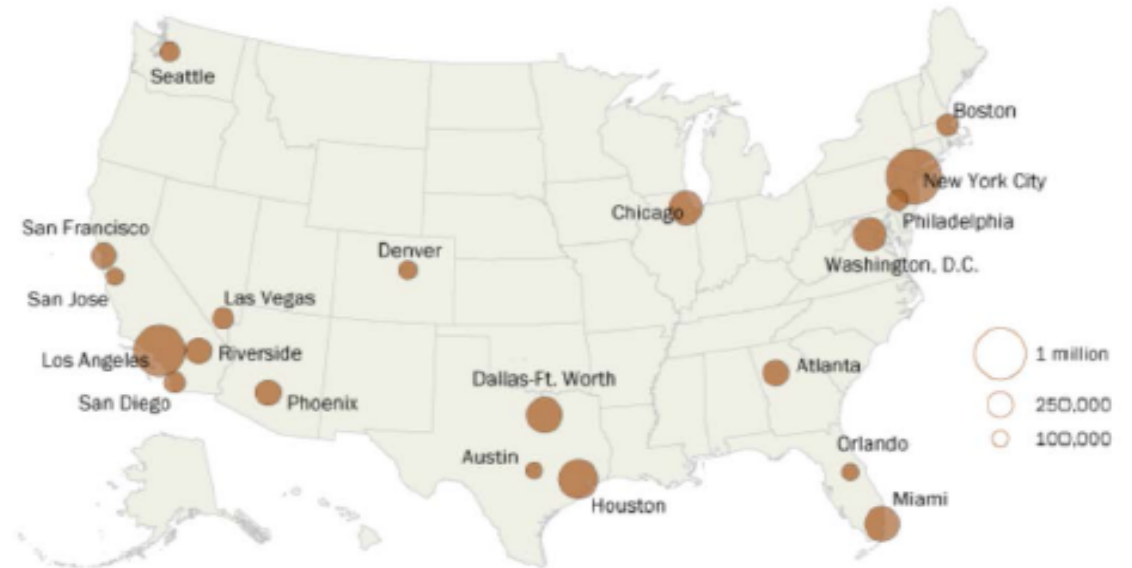 Seattle
Boston
New York City
Chicago
Philadelphia
San Francisco
Denver
Washington, D.C.
San Jose
Las Vegas
Los Angeles
Riverside
1 million
Atlanta
Dallas-Ft. Worth
San Diego
Phoenix
250,000
100,000
Orlando
Austin
Miami
Houston